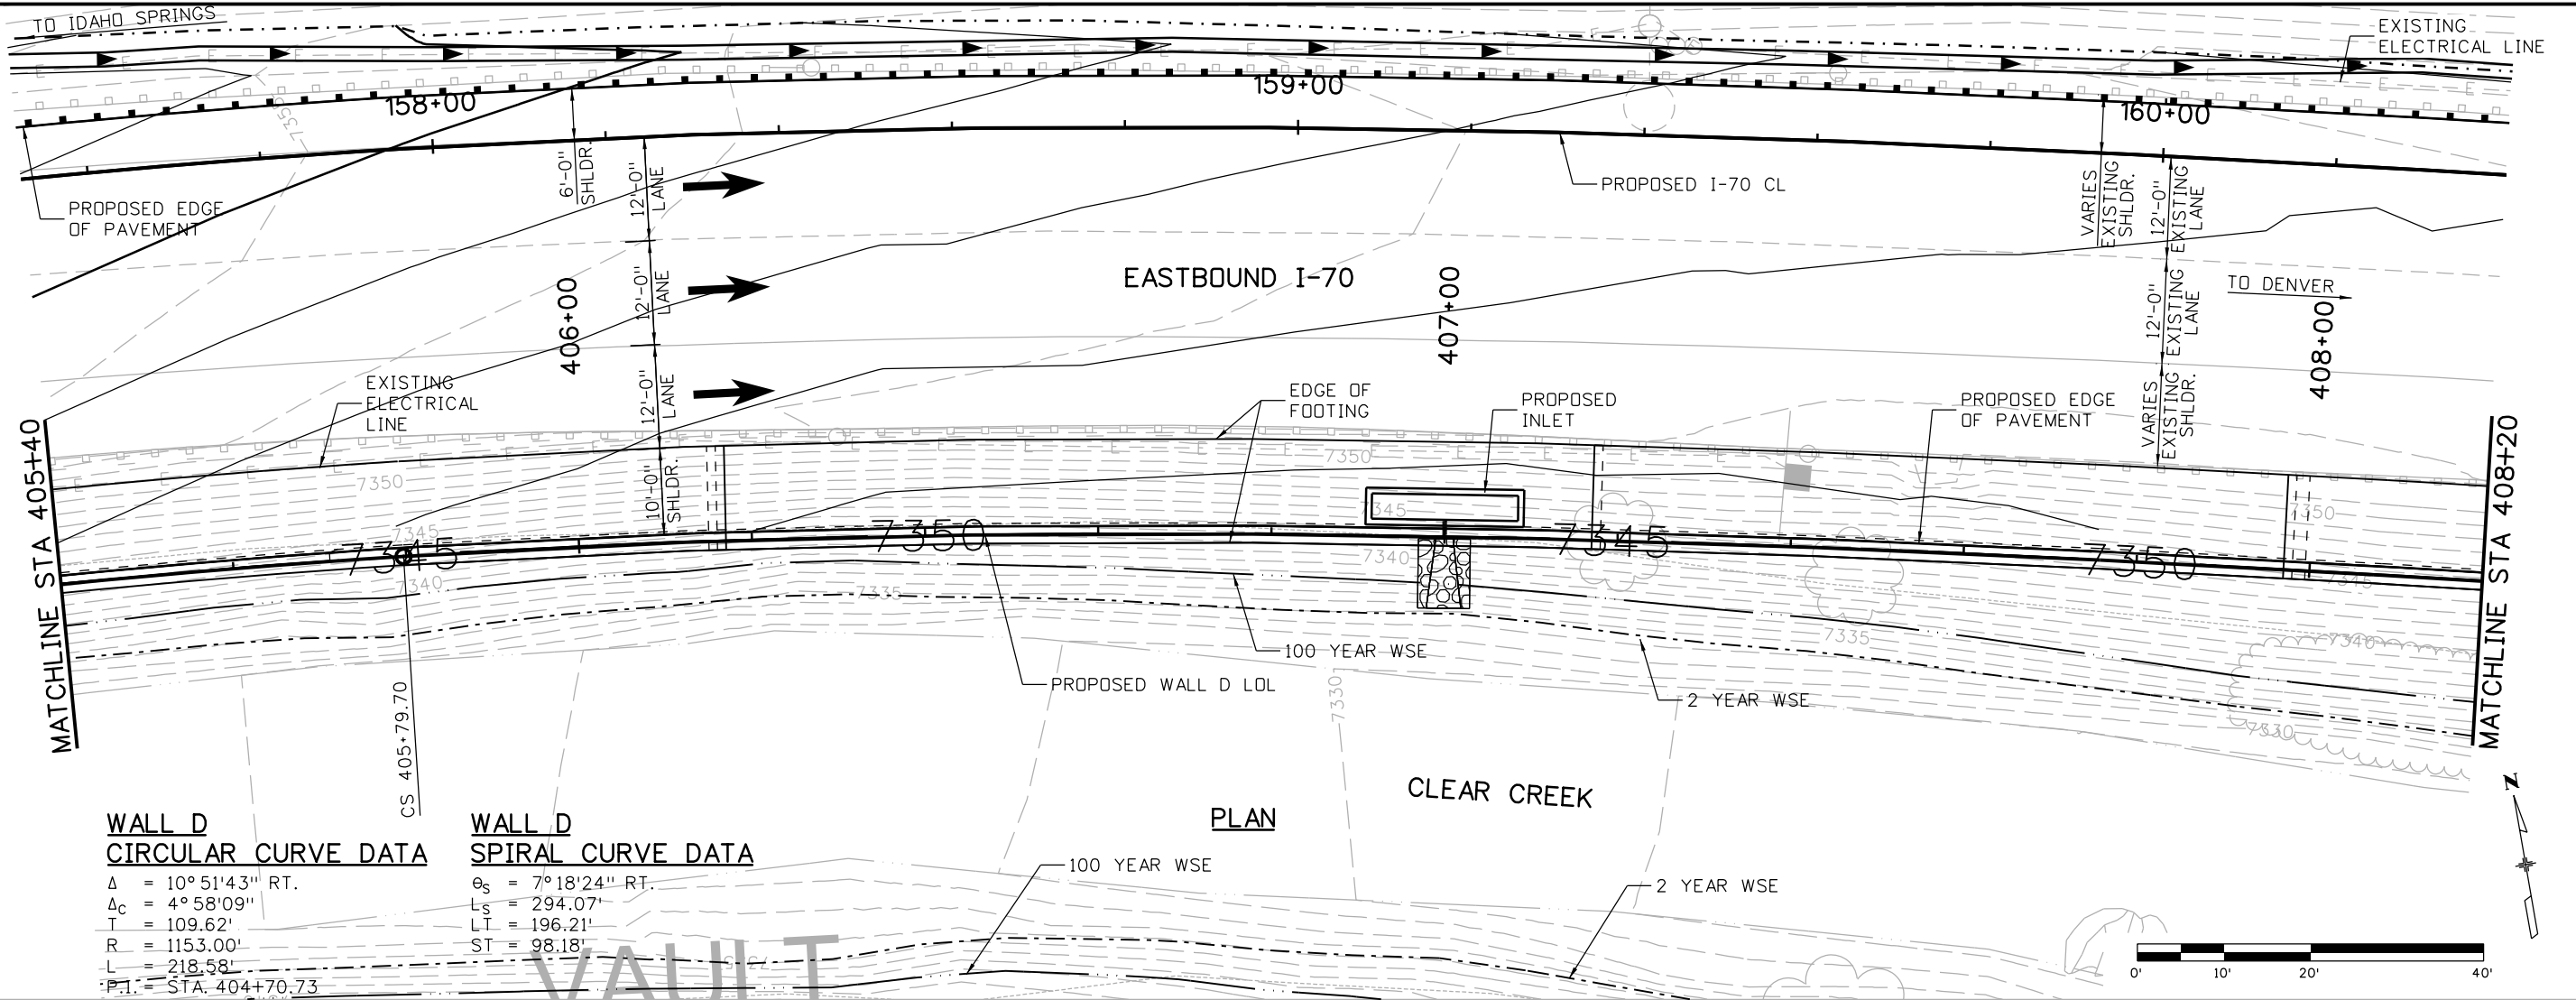 TO IDAHO SPRINGS
EXISTING
ELECTRICAL LINE
158+00
159+00
160+00
7350
6'-0"
SHLDR.
12'-0"
LANE
PROPOSED EDGE
OF PAVEMENT
PROPOSED I-70 CL
VARIES
EXISTING
SHLDR.
12'-0"
EXISTING
LANE
406+00
12'-0"
LANE
EASTBOUND I-70
407+00
12'-0"
EXISTING
LANE
TO DENVER
408+00
EXISTING
ELECTRICAL
LINE
12'-0"
LANE
EDGE OF
FOOTING
PROPOSED
INLET
PROPOSED EDGE
OF PAVEMENT
VARIES
EXISTING
SHLDR.
MATCHLINE STA 405+40
MATCHLINE STA 408+20
7350
10'-0"
SHLDR.
7350
7350
7345
7345
7345
7350
7345
7350
7340
7340
7345
7335
7335
7340
100 YEAR WSE
PROPOSED WALL D LOL
7330
2 YEAR WSE
7330
CS 405+79.70
CLEAR CREEK
PLAN
N
WALL D
CIRCULAR CURVE DATA
Δ = 10°51'43" RT.
Δc = 4°58'09"
T = 109.62'
R = 1153.00'
L = 218.58'
P.I. = STA. 404+70.73
WALL D
SPIRAL CURVE DATA
Θs = 7°18'24" RT.
Ls = 294.07'
LT = 196.21'
ST = 98.18'
100 YEAR WSE
2 YEAR WSE
VAULT
0' 10' 20' 40'